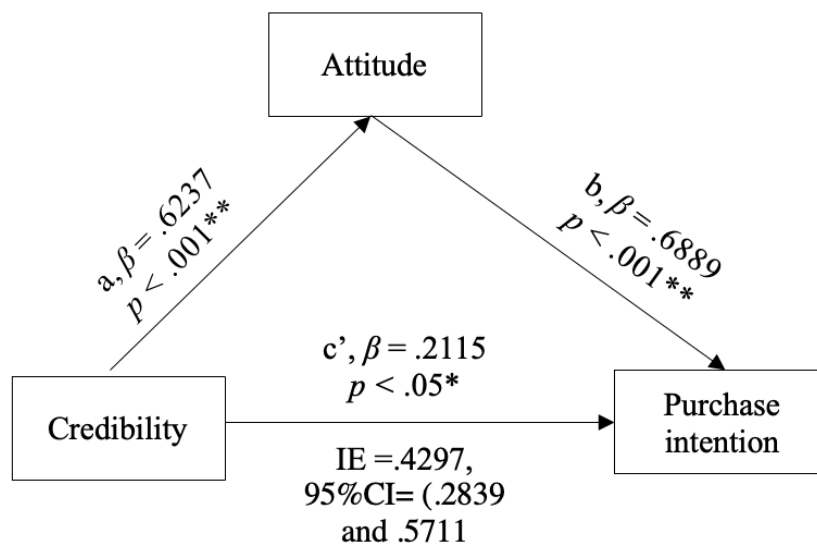 Attitude
a, β = .6237
p < .001**
b, β = .6889
p < .001**
c’, β = .2115
p < .05*
Credibility
Purchase
intention
IE =.4297,
95%CI= (.2839
and .5711